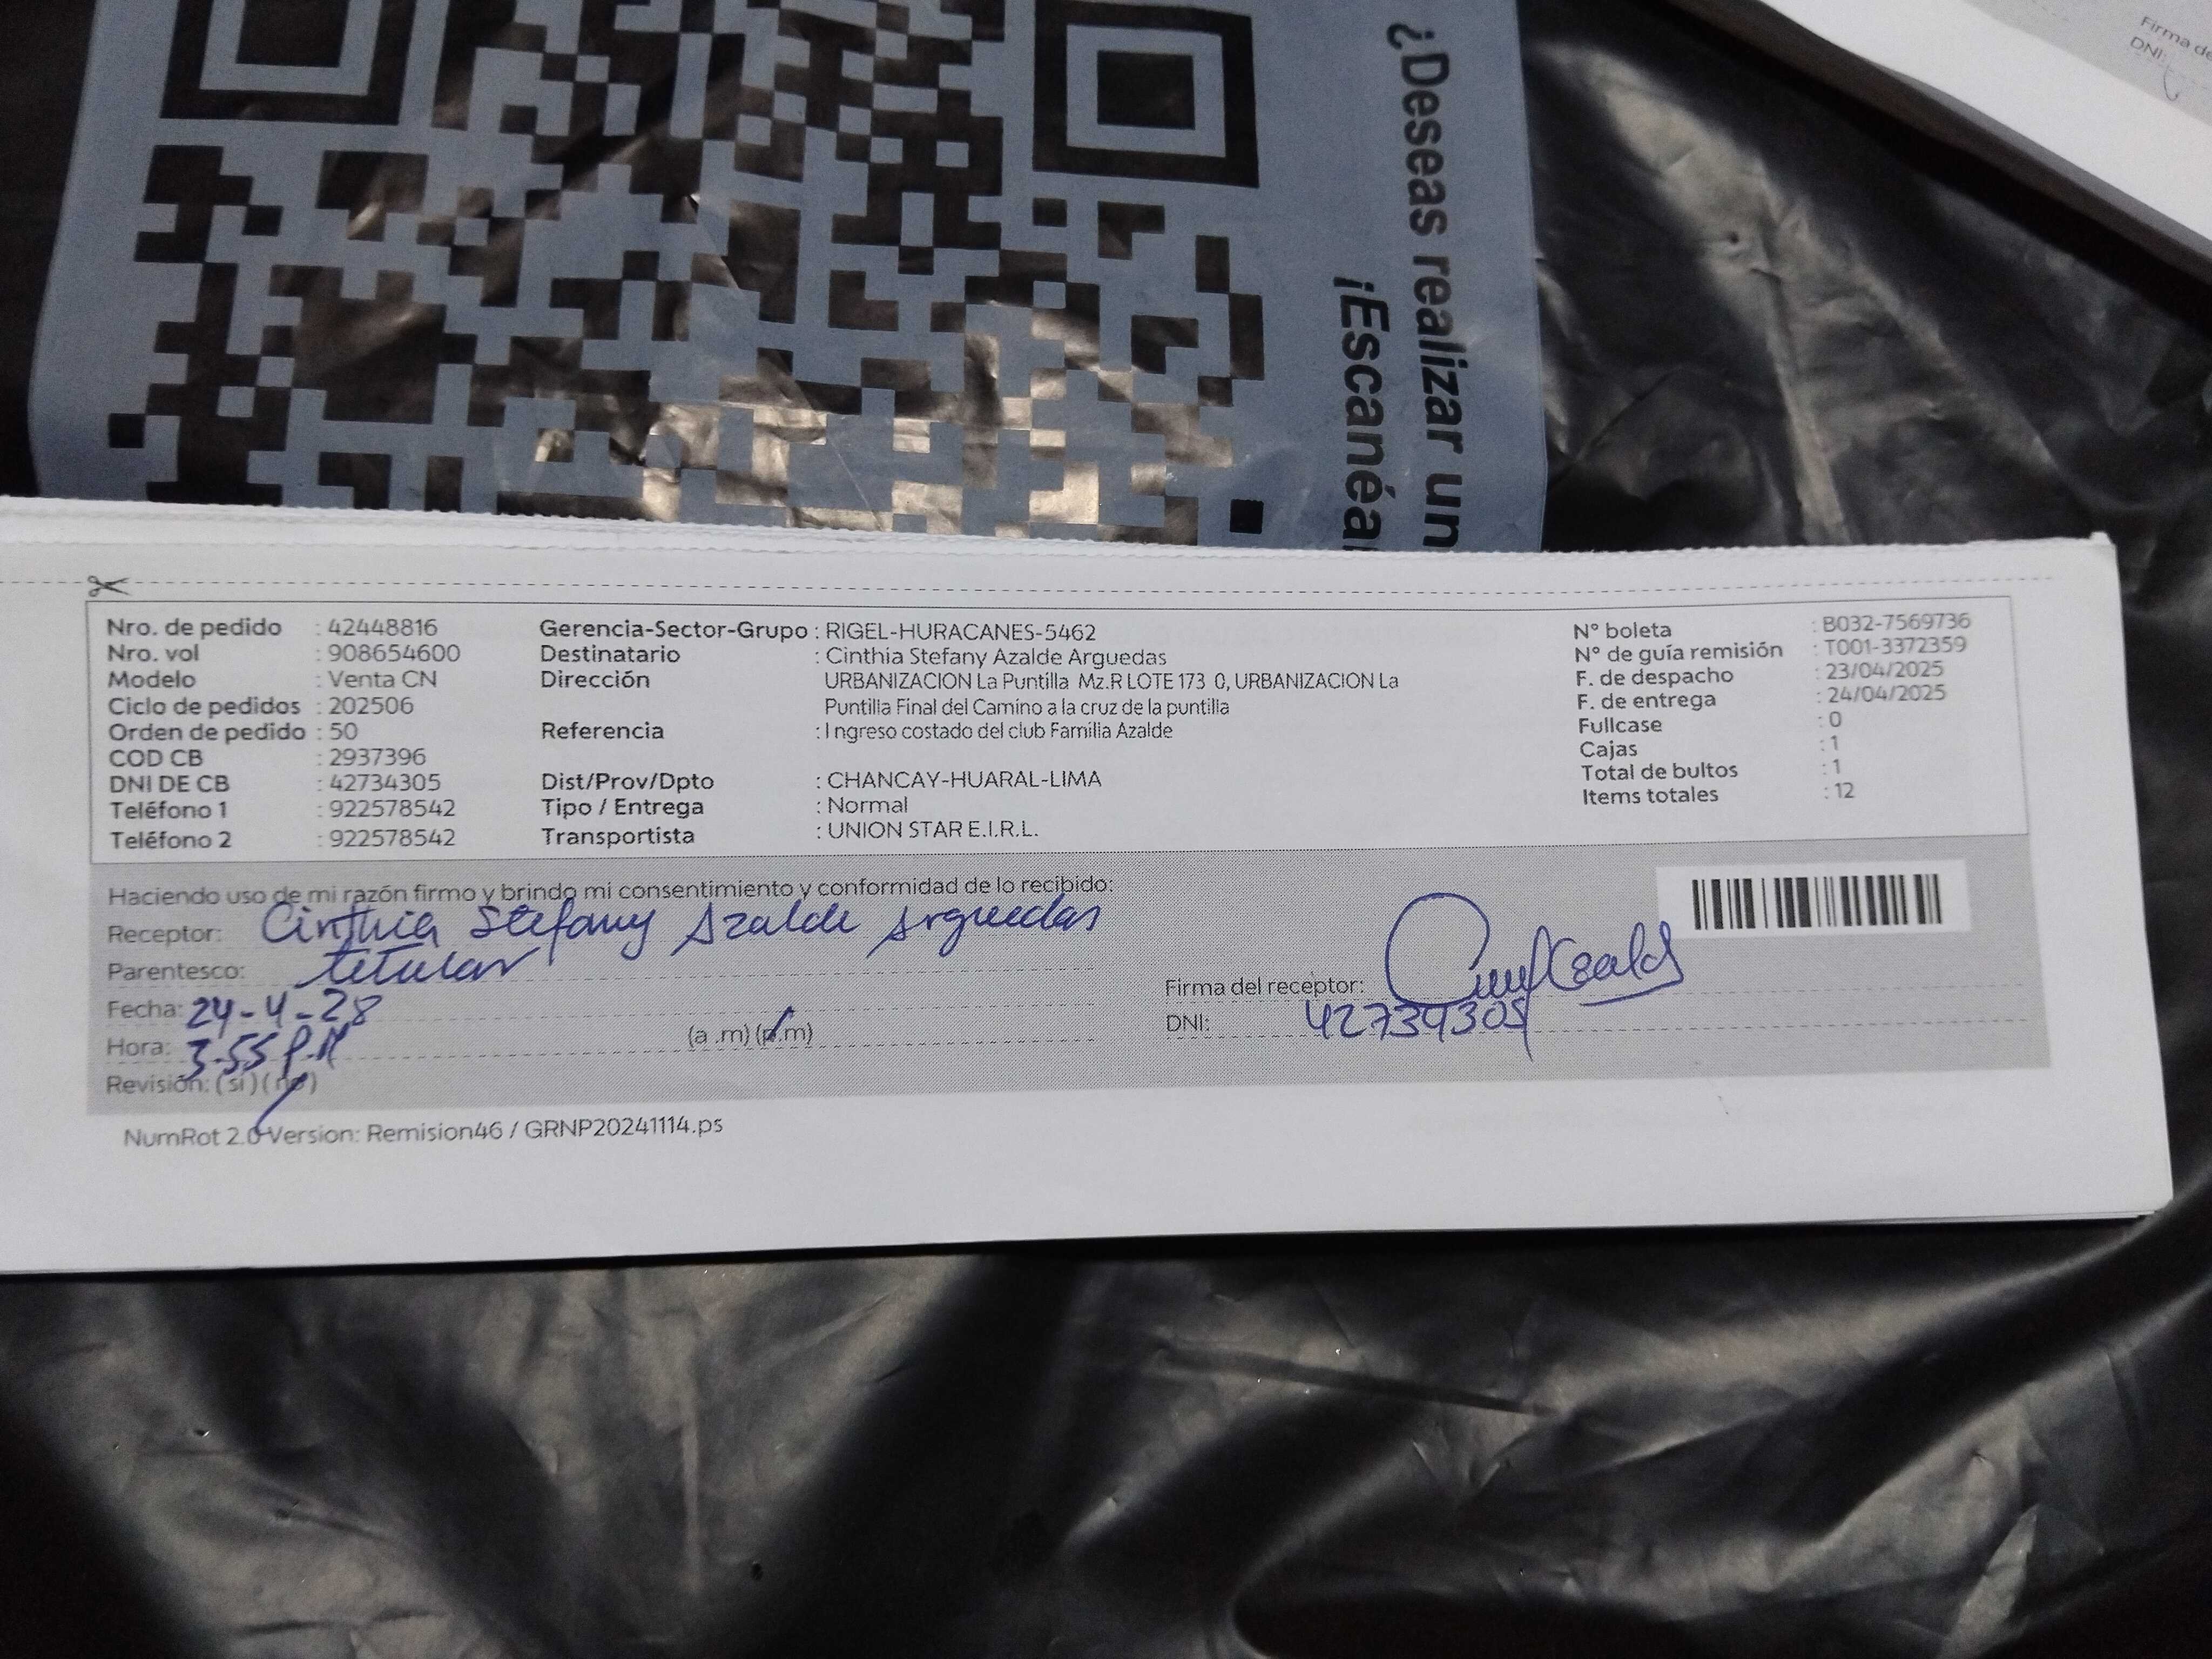 ¿Deseas realizar un
¡Escanéa
Firma de
DNI:
Nro. de pedido : 42448816
Nro. vol : 908654600
Modelo : Venta CN
Ciclo de pedidos : 202506
Orden de pedido : 50
COD CB : 2937396
DNI DE CB : 42734305
Teléfono 1 : 922578542
Teléfono 2 : 922578542
Gerencia-Sector-Grupo : RIGEL-HURACANES-5462
Destinatario : Cinthia Stefany Azalde Arguedas
Dirección URBANIZACION La Puntilla Mz.R LOTE 173 0, URBANIZACION La
Puntilla Final del Camino a la cruz de la puntilla
Referencia : Ingreso costado del club Familia Azalde
Dist/Prov/Dpto : CHANCAY-HUARAL-LIMA
Tipo / Entrega : Normal
Transportista : UNION STAR E.I.R.L.
N° boleta : B032-7569736
N° de guía remisión : T001-3372359
F. de despacho : 23/04/2025
F. de entrega : 24/04/2025
Fullcase : 0
Cajas : 1
Total de bultos : 1
Items totales : 12
Haciendo uso de mi razón firmo y brindo mi consentimiento y conformidad de lo recibido:
Receptor: Cinthia Stefany Azalde Arguedas
Parentesco: titular
Fecha: 24-4-28
Hora: 3.55 P.M (a .m) (p.m)
Revisión: (si) (no)
Firma del receptor:
DNI: 42734305
NumRot 2.0 Version: Remision46 / GRNP20241114.ps